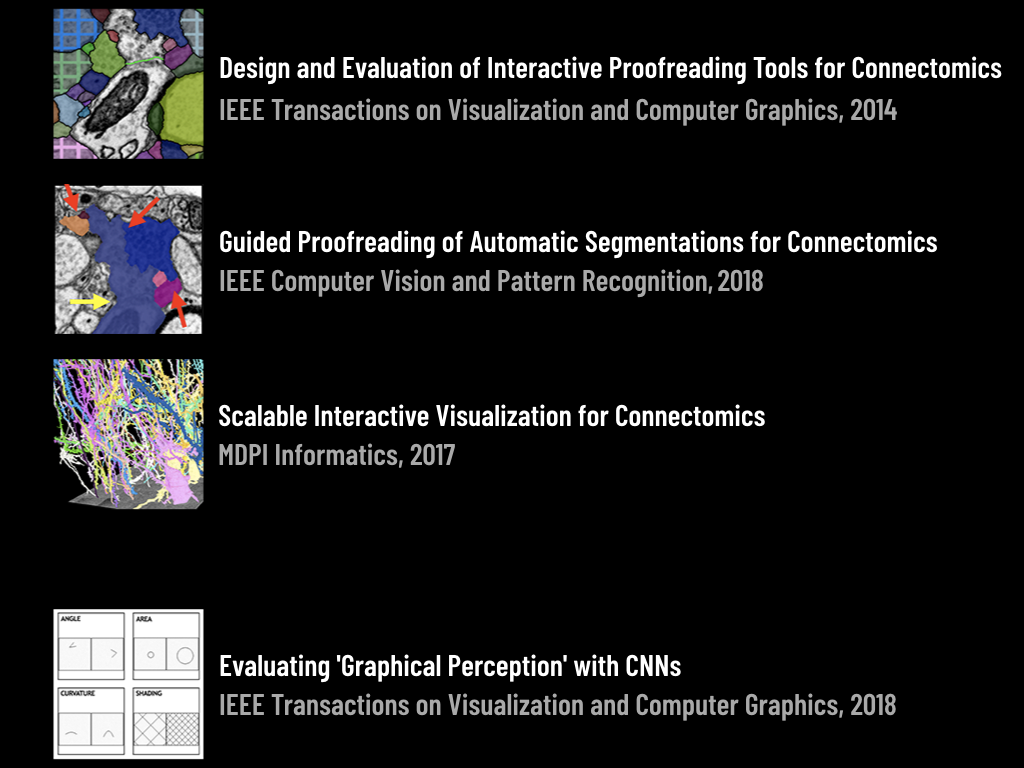 Design and Evaluation of Interactive Proofreading Tools for Connectomics
IEEE Transactions on Visualization and Computer Graphics, 2014
Guided Proofreading of Automatic Segmentations for Connectomics
IEEE Computer Vision and Pattern Recognition, 2018
Scalable Interactive Visualization for Connectomics
MDPI Informatics, 2017
ANGLE
AREA
CURVATURE
SHADING
Evaluating 'Graphical Perception' with CNNs
IEEE Transactions on Visualization and Computer Graphics, 2018